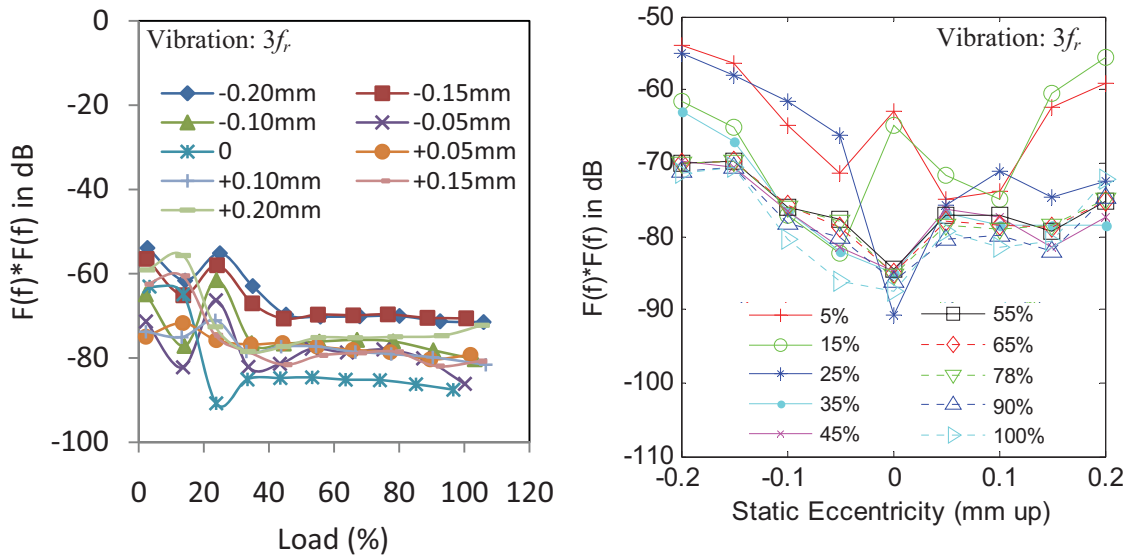 Vibration: 3fr
F(f)*F(f) in dB
0
-20
-40
-60
-80
-100
-0.20mm
-0.15mm
-0.10mm
-0.05mm
0
+0.05mm
+0.10mm
+0.15mm
+0.20mm
0 20 40 60 80 100 120
Load (%)
Vibration: 3fr
F(f)*F(f) in dB
-50
-60
-70
-80
-90
-100
-110
5%
55%
15%
65%
25%
78%
35%
90%
45%
100%
-0.2 -0.1 0 0.1 0.2
Static Eccentricity (mm up)